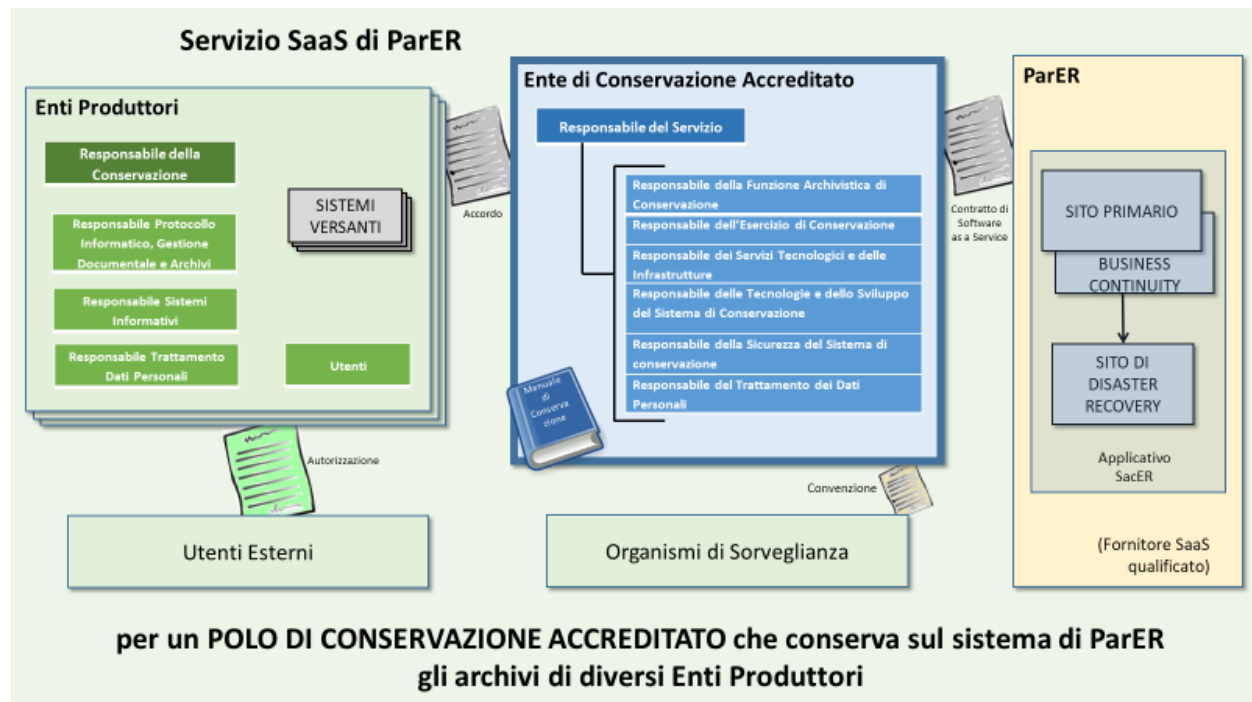 Servizio SaaS di ParER
Enti Produttori
Responsabile della
Conservazione
Responsabile Protocollo
Informatico, Gestione
Documentale e Archivi
Responsabile Sistemi
Informativi
Responsabile Trattamento
Dati Personali
SISTEMI
VERSANTI
Utenti
Accordo
Ente di Conservazione Accreditato
Responsabile del Servizio
Responsabile della Funzione Archivistica di
Conservazione
Responsabile dell'Esercizio di Conservazione
Responsabile dei Servizi Tecnologici e delle
Infrastrutture
Responsabile delle Tecnologie e dello Sviluppo
del Sistema di Conservazione
Responsabile della Sicurezza del Sistema di
conservazione
Responsabile del Trattamento dei Dati
Personali
Manuale
di
Conserva
zione
Contratto di
Software
as a Service
ParER
SITO PRIMARIO
BUSINESS
CONTINUITY
SITO DI
DISASTER
RECOVERY
Applicativo
SacER
(Fornitore SaaS
qualificato)
Autorizzazione
Convenzione
Utenti Esterni
Organismi di Sorveglianza
per un POLO DI CONSERVAZIONE ACCREDITATO che conserva sul sistema di ParER
gli archivi di diversi Enti Produttori